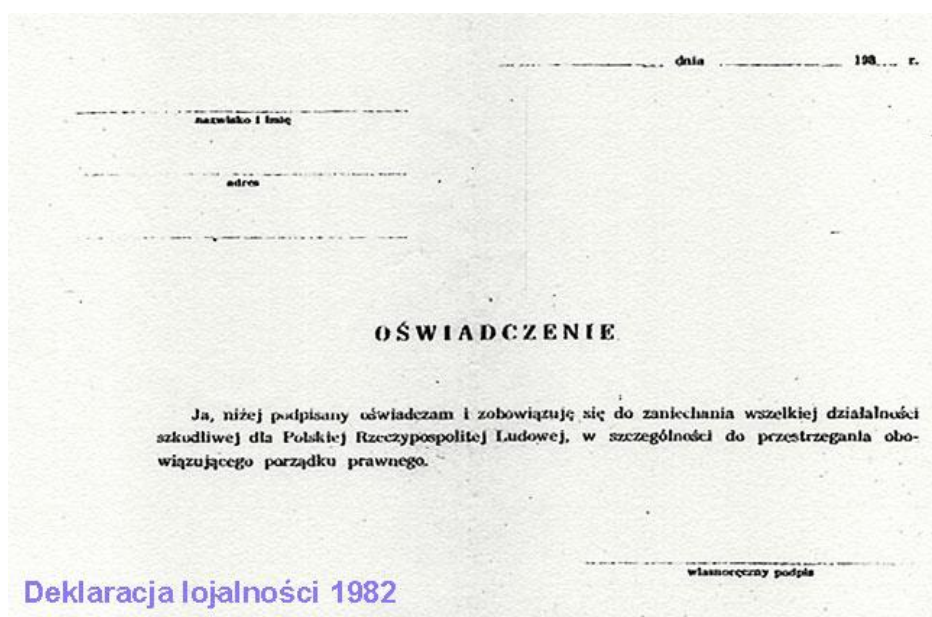 dnia 198 r.
nazwisko i imię
adres
OŚWIADCZENIE
Ja, niżej podpisany oświadczam i zobowiązuję się do zaniechania wszelkiej działalności
szkodliwej dla Polskiej Rzeczypospolitej Ludowej, w szczególności do przestrzegania obo-
wiązującego porządku prawnego.
własnoręczny podpis
Deklaracja lojalności 1982